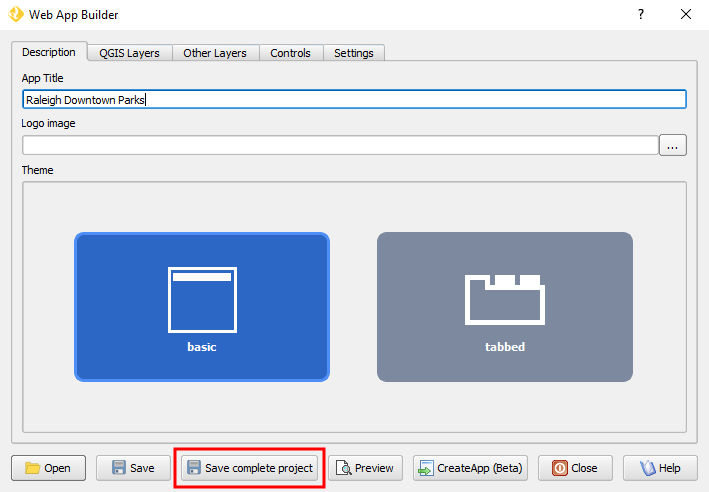 Web App Builder
?
Description QGIS Layers Other Layers Controls Settings
App Title
Raleigh Downtown Parks
Logo image
...
Theme
basic tabbed
Open Save Save complete project Preview CreateApp (Beta) Close Help